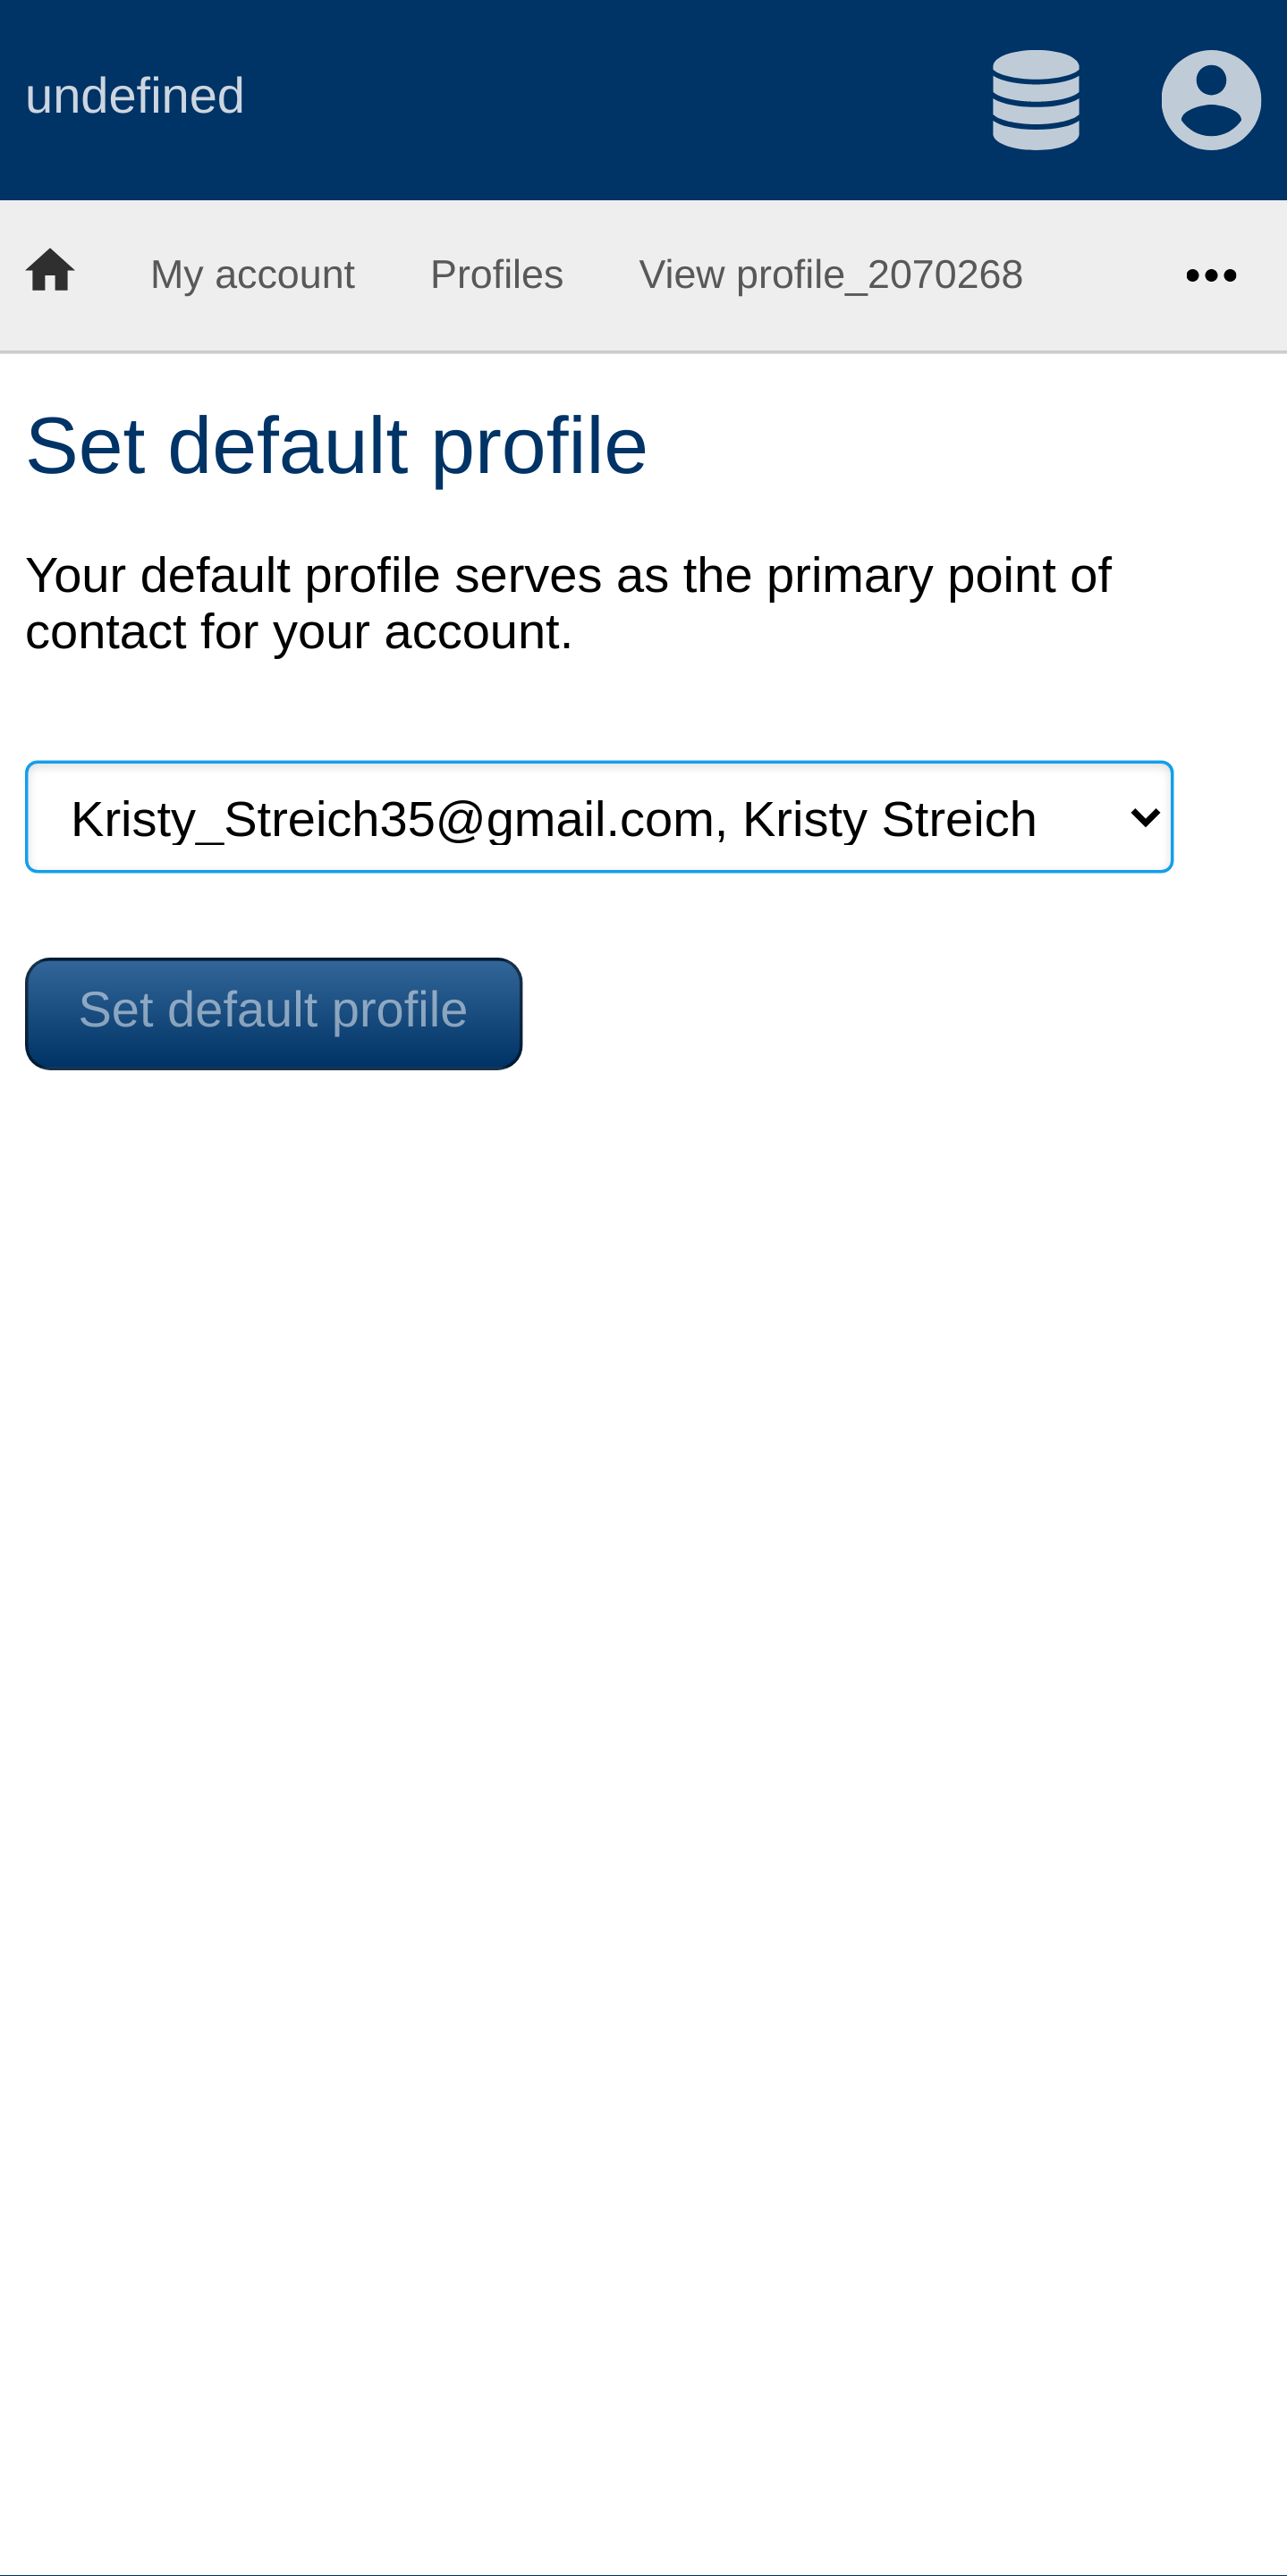 undefined
My account Profiles View profile_2070268
Set default profile
Your default profile serves as the primary point of
contact for your account.
Kristy_Streich35@gmail.com, Kristy Streich
Set default profile